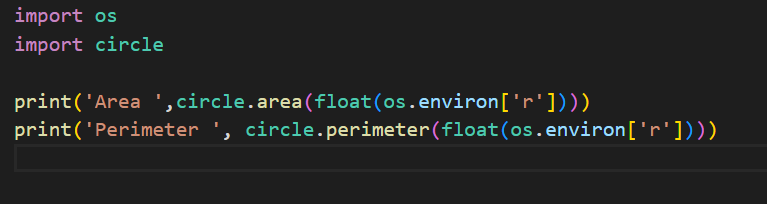 import os
import circle
print('Area ',circle.area(float(os.environ['r'])))
print('Perimeter ', circle.perimeter(float(os.environ['r'])))